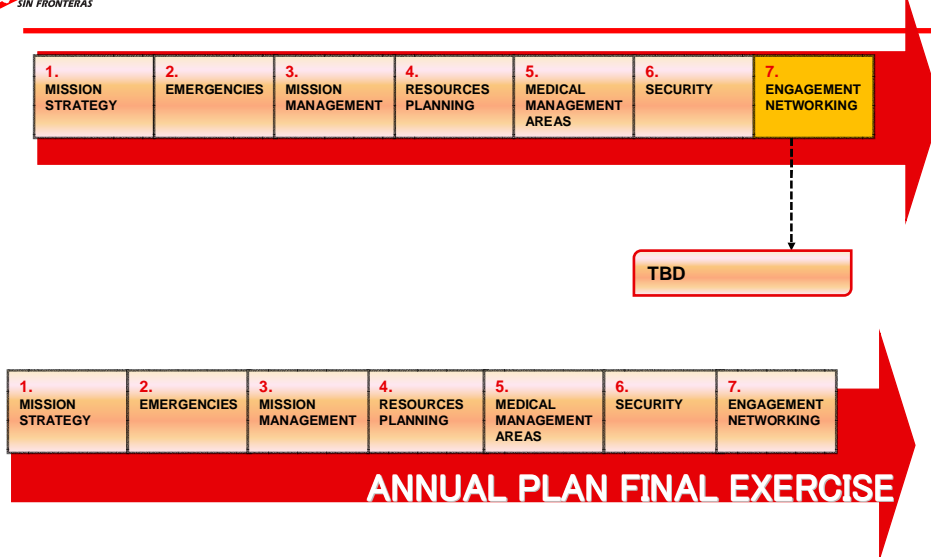 SIN FRONTERAS
1.
MISSION
STRATEGY
2.
EMERGENCIES
3.
MISSION
MANAGEMENT
4.
RESOURCES
PLANNING
5.
MEDICAL
MANAGEMENT
AREAS
6.
SECURITY
7.
ENGAGEMENT
NETWORKING
TBD
1.
MISSION
STRATEGY
2.
EMERGENCIES
3.
MISSION
MANAGEMENT
4.
RESOURCES
PLANNING
5.
MEDICAL
MANAGEMENT
AREAS
6.
SECURITY
7.
ENGAGEMENT
NETWORKING
ANNUAL PLAN FINAL EXERCISE